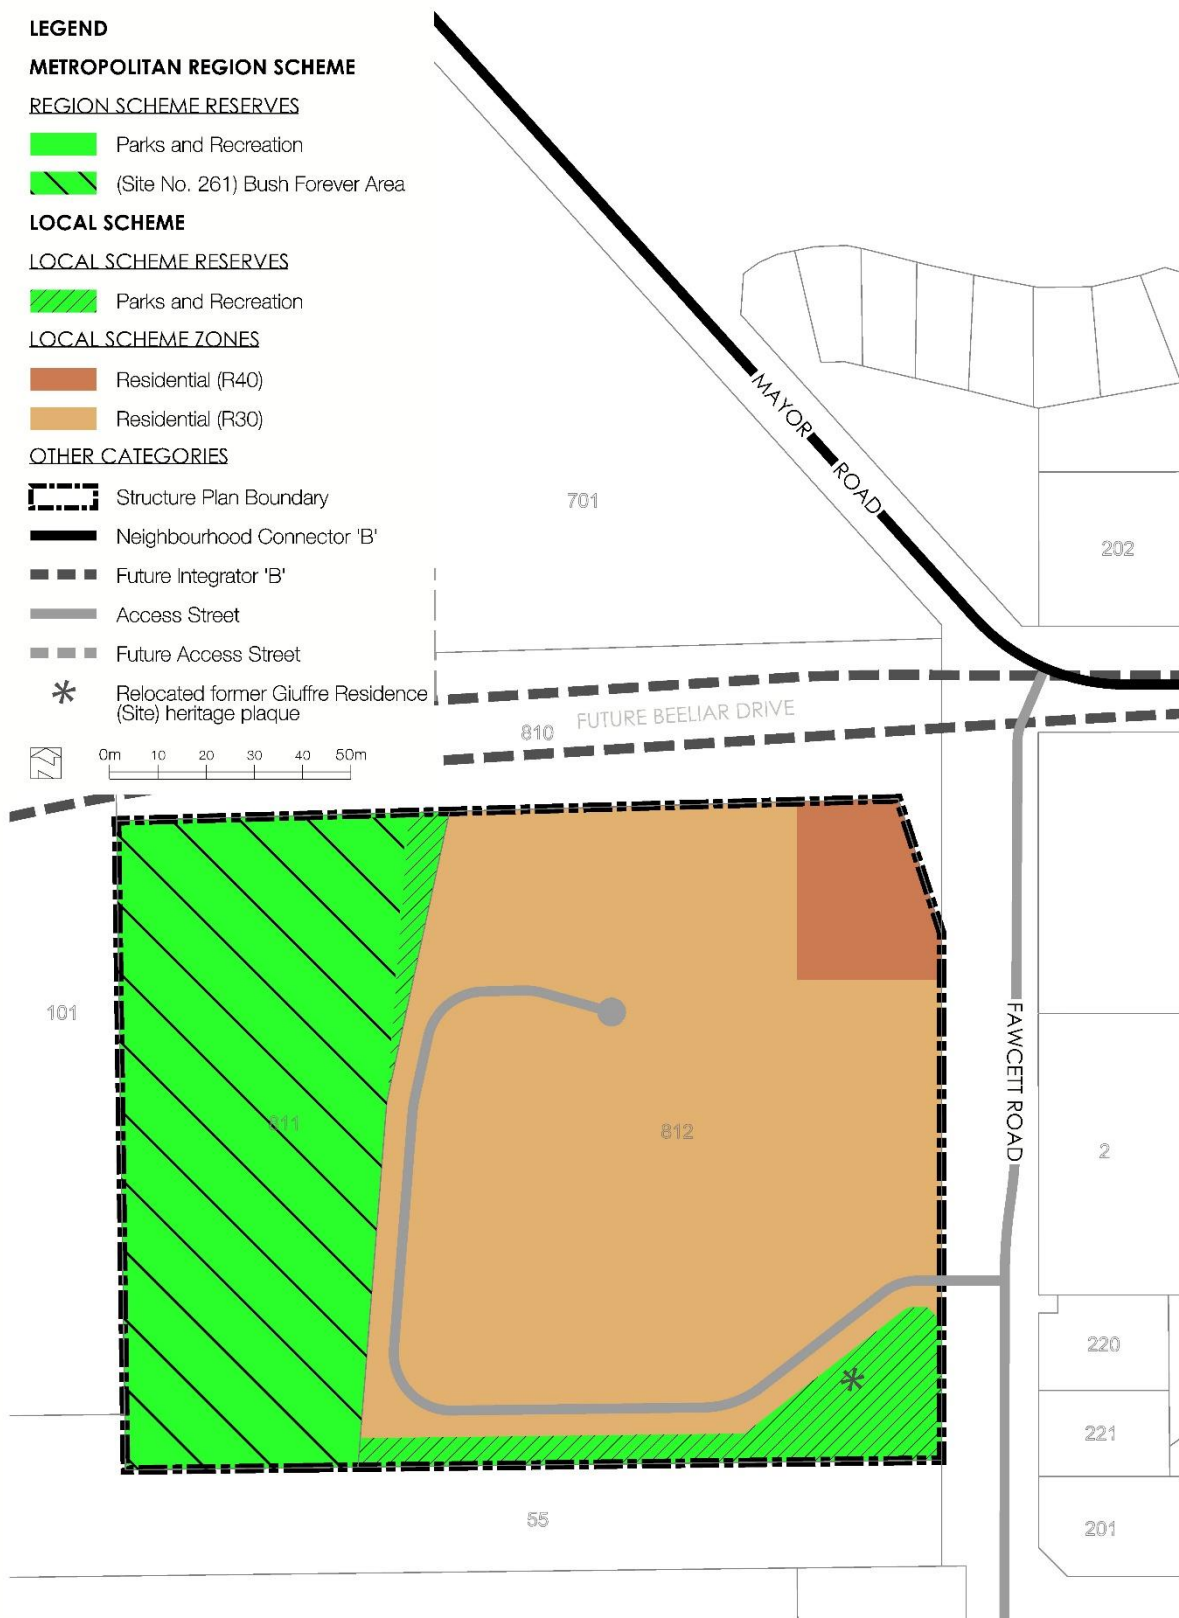 LEGEND
METROPOLITAN REGION SCHEME
REGION SCHEME RESERVES
Parks and Recreation
(Site No. 261) Bush Forever Area
LOCAL SCHEME
LOCAL SCHEME RESERVES
Parks and Recreation
LOCAL SCHEME ZONES
Residential (R40)
Residential (R30)
OTHER CATEGORIES
Structure Plan Boundary
Neighbourhood Connector 'B'
Future Integrator 'B'
Access Street
Future Access Street
Relocated former Giuffre Residence
(Site) heritage plaque
N
0m 10 20 30 40 50m
MAYOR ROAD
701
202
810
FUTURE BEELIAR DRIVE
101
811
812
FAWCETT ROAD
2
220
221
55
201